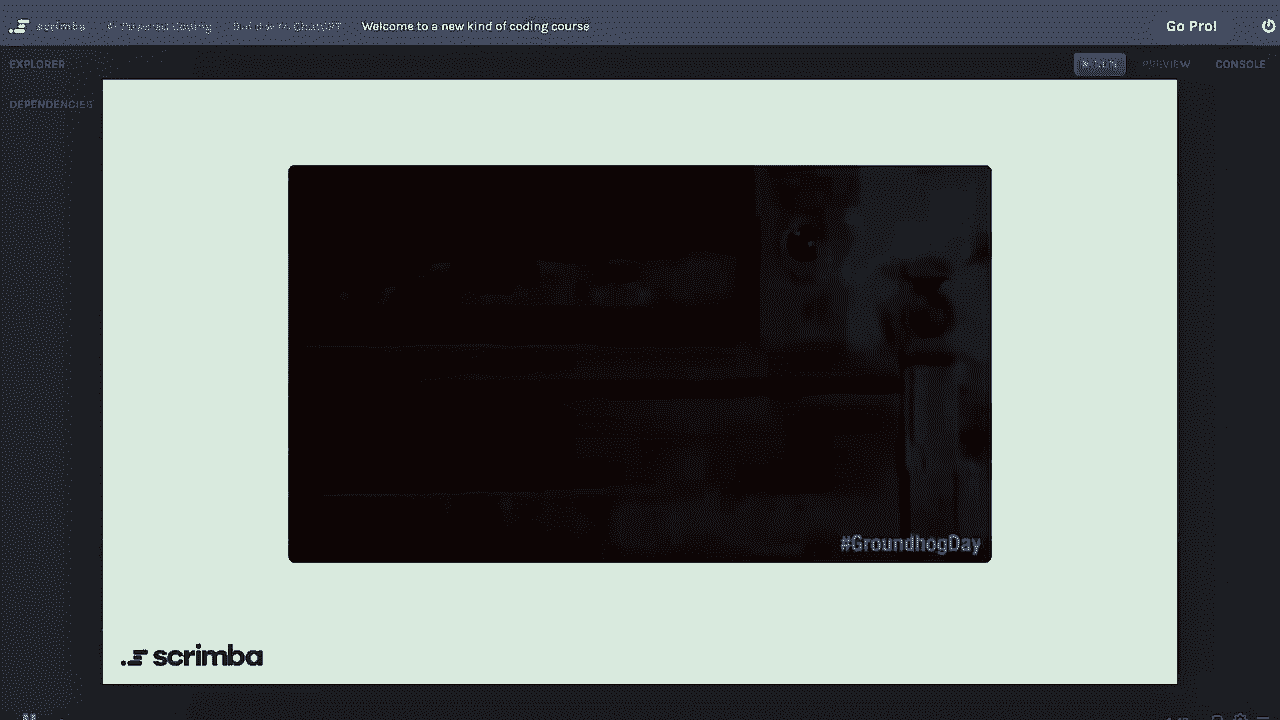 scrimba AI-Powered Coding Build with ChatGPT Welcome to a new kind of coding course Go Pro!
EXPLORER RUN PREVIEW CONSOLE
DEPENDENCIES
#GroundhogDay
scrimba